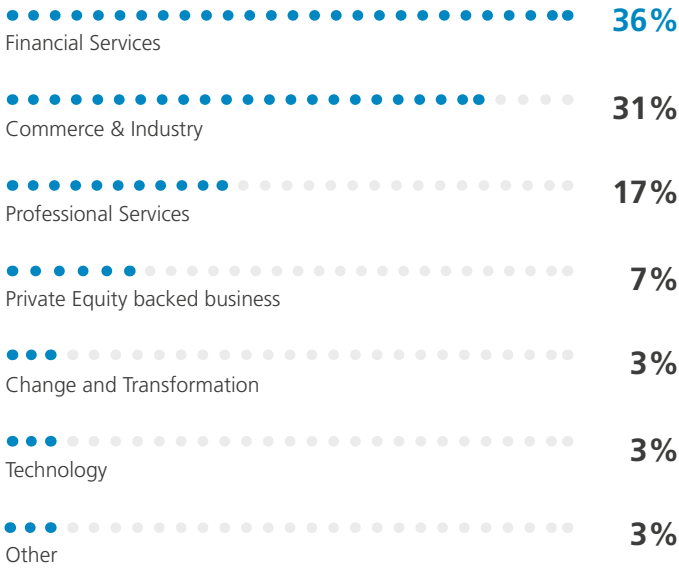 36%
Financial Services
31%
Commerce & Industry
17%
Professional Services
7%
Private Equity backed business
3%
Change and Transformation
3%
Technology
3%
Other